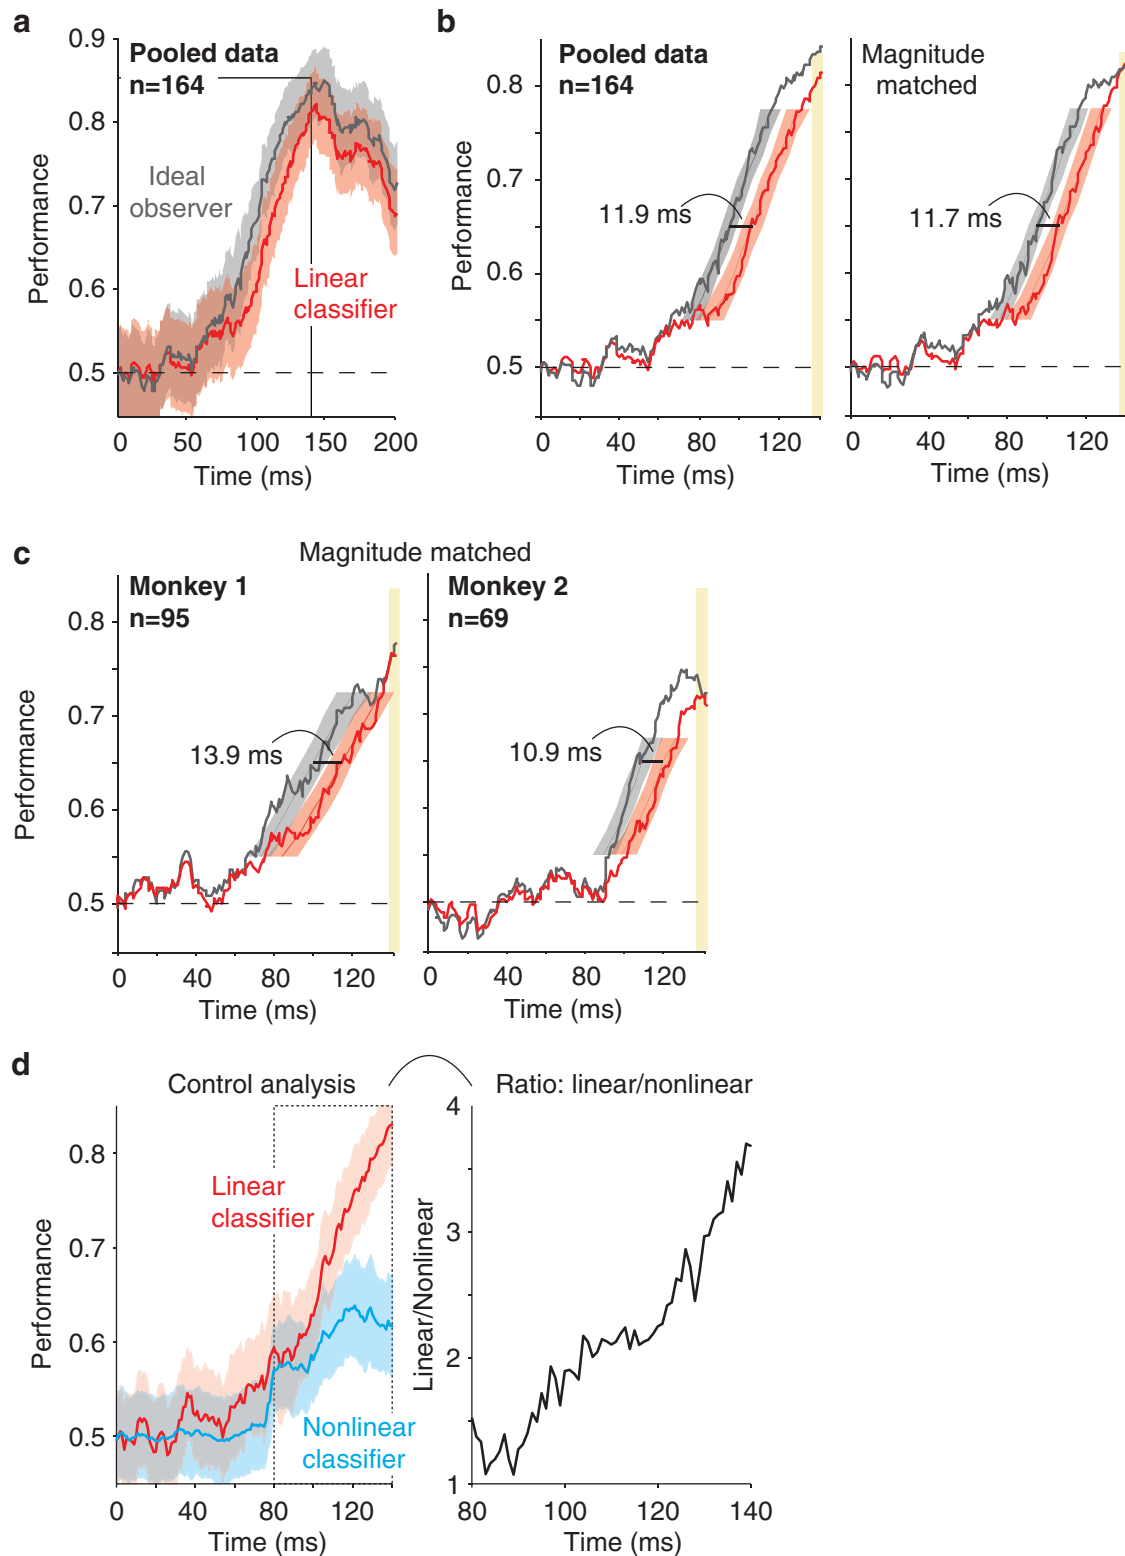 a
Pooled data
n=164
Ideal
observer
Linear
classifier
Performance
0.9
0.8
0.7
0.6
0.5
0 50 100 150 200
Time (ms)
b
Pooled data
n=164
11.9 ms
Performance
0.8
0.7
0.6
0.5
0 40 80 120
Time (ms)
Magnitude
matched
11.7 ms
0 40 80 120
Time (ms)
c
Magnitude matched
Monkey 1
n=95
13.9 ms
Performance
0.8
0.7
0.6
0.5
0 40 80 120
Time (ms)
Monkey 2
n=69
10.9 ms
0 40 80 120
Time (ms)
d
Control analysis
Linear
classifier
Nonlinear
classifier
Performance
0.8
0.7
0.6
0.5
0 40 80 120
Time (ms)
Ratio: linear/nonlinear
Linear/Nonlinear
4
3
2
1
80 100 120 140
Time (ms)